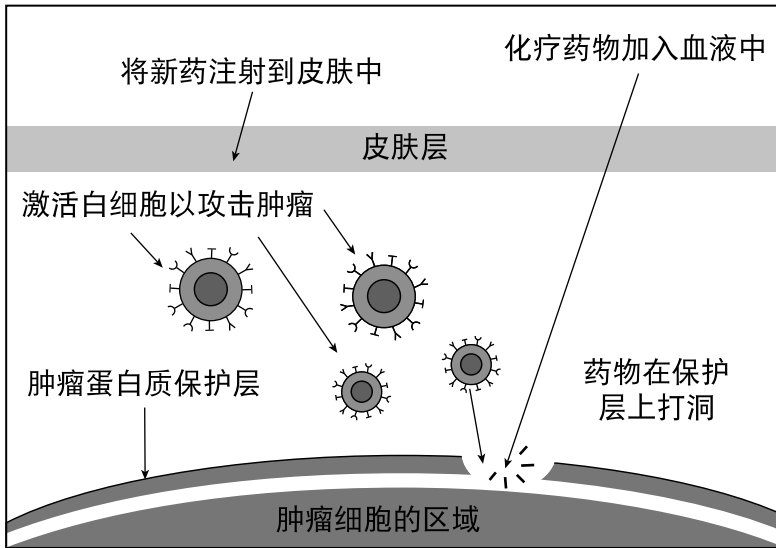 化疗药物加入血液中
将新药注射到皮肤中
皮肤层
激活白细胞以攻击肿瘤
肿瘤蛋白质保护层
药物在保护
层上打洞
肿瘤细胞的区域